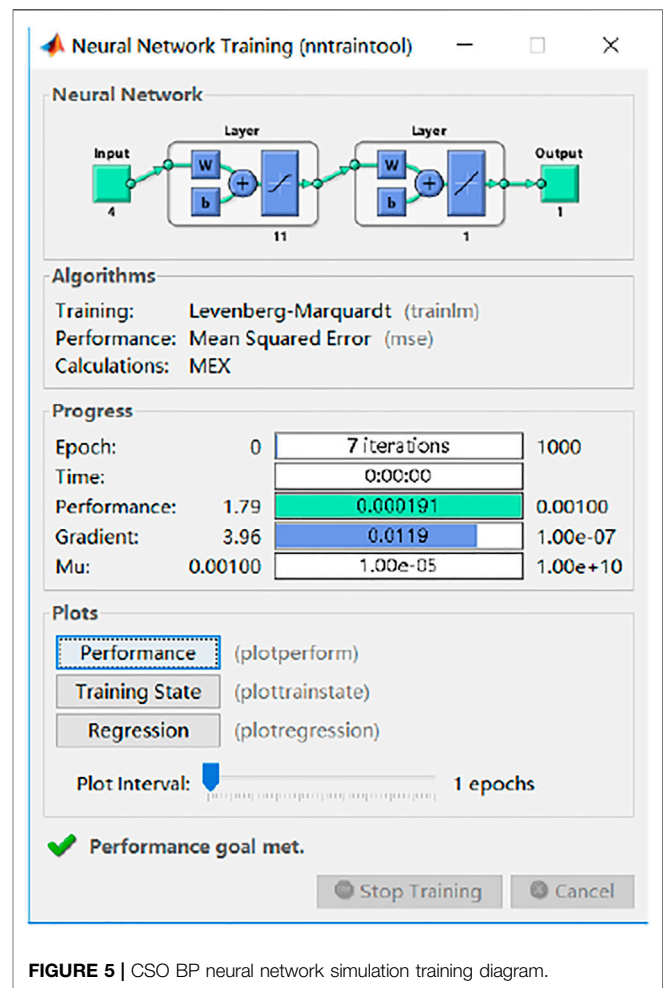 Neural Network Training (nntraintool)
Neural Network
Layer Layer
Input Output
W W
b b
+ +
4 11 1 1
Algorithms
Training: Levenberg-Marquardt (trainlm)
Performance: Mean Squared Error (mse)
Calculations: MEX
Progress
Epoch: 0 7 iterations 1000
Time: 0:00:00
Performance: 1.79 0.000191 0.00100
Gradient: 3.96 0.0119 1.00e-07
Mu: 0.00100 1.00e-05 1.00e+10
Plots
Performance (plotperform)
Training State (plottrainstate)
Regression (plotregression)
Plot Interval: 1 epochs
Performance goal met.
Stop Training Cancel
FIGURE 5 | CSO BP neural network simulation training diagram.